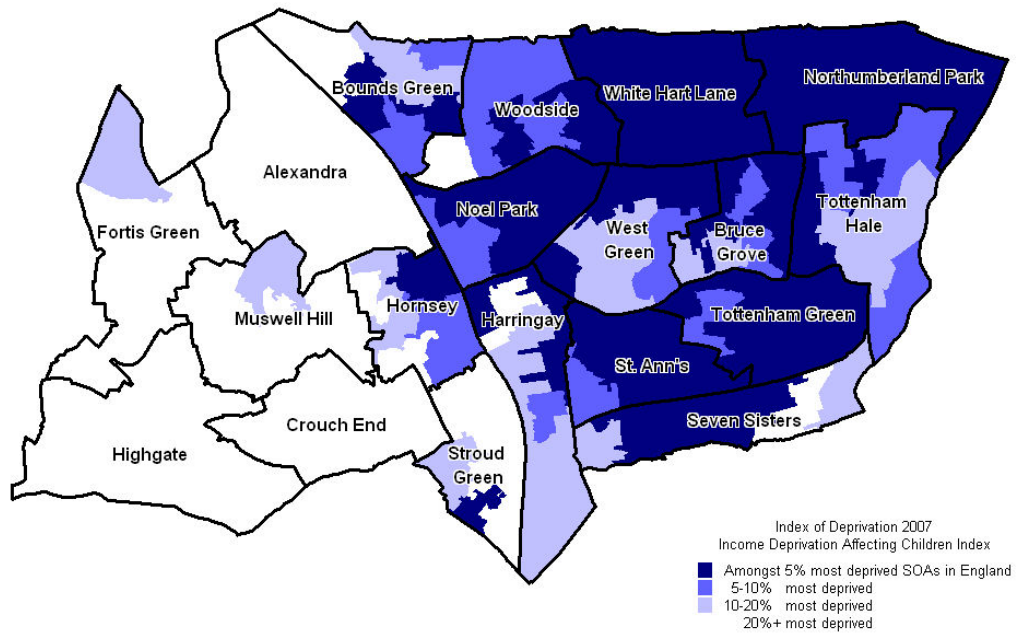 Northumberland Park
Bounds Green
White Hart Lane
Woodside
Alexandra
Noel Park
Tottenham
Hale
Fortis Green
West
Green
Bruce
Grove
Hornsey
Muswell Hill
Harringay
Tottenham Green
St. Ann's
Seven Sisters
Crouch End
Highgate
Stroud
Green
Index of Deprivation 2007
Income Deprivation Affecting Children Index
Amongst 5% most deprived SOAs in England
5-10% most deprived
10-20% most deprived
20%+ most deprived